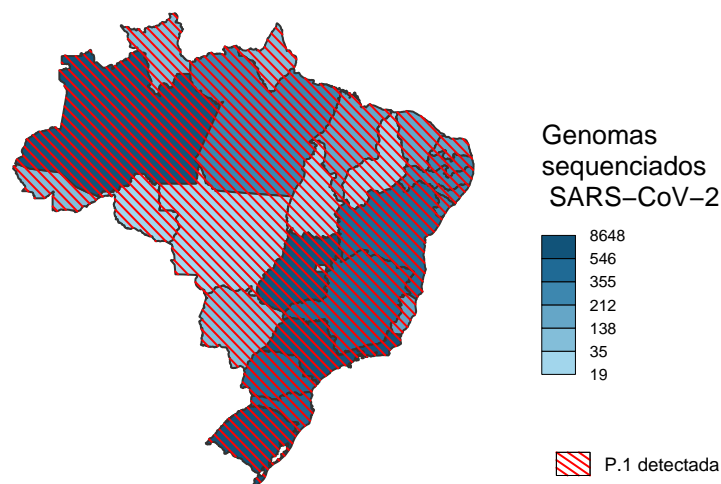 Genomas
sequenciados
SARS−CoV−2
8648
546
355
212
138
35
19
P.1 detectada